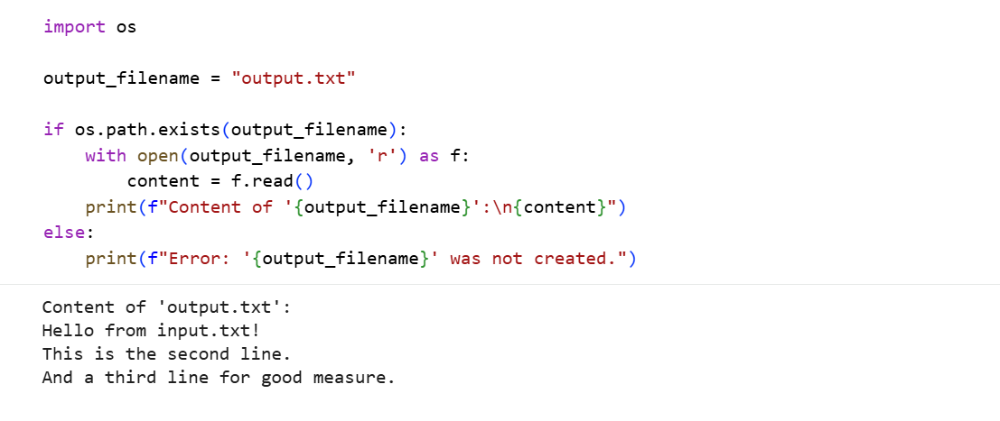 import os

output_filename = "output.txt"

if os.path.exists(output_filename):
    with open(output_filename, 'r') as f:
        content = f.read()
    print(f"Content of '{output_filename}':\n{content}")
else:
    print(f"Error: '{output_filename}' was not created.")
Content of 'output.txt':
Hello from input.txt!
This is the second line.
And a third line for good measure.